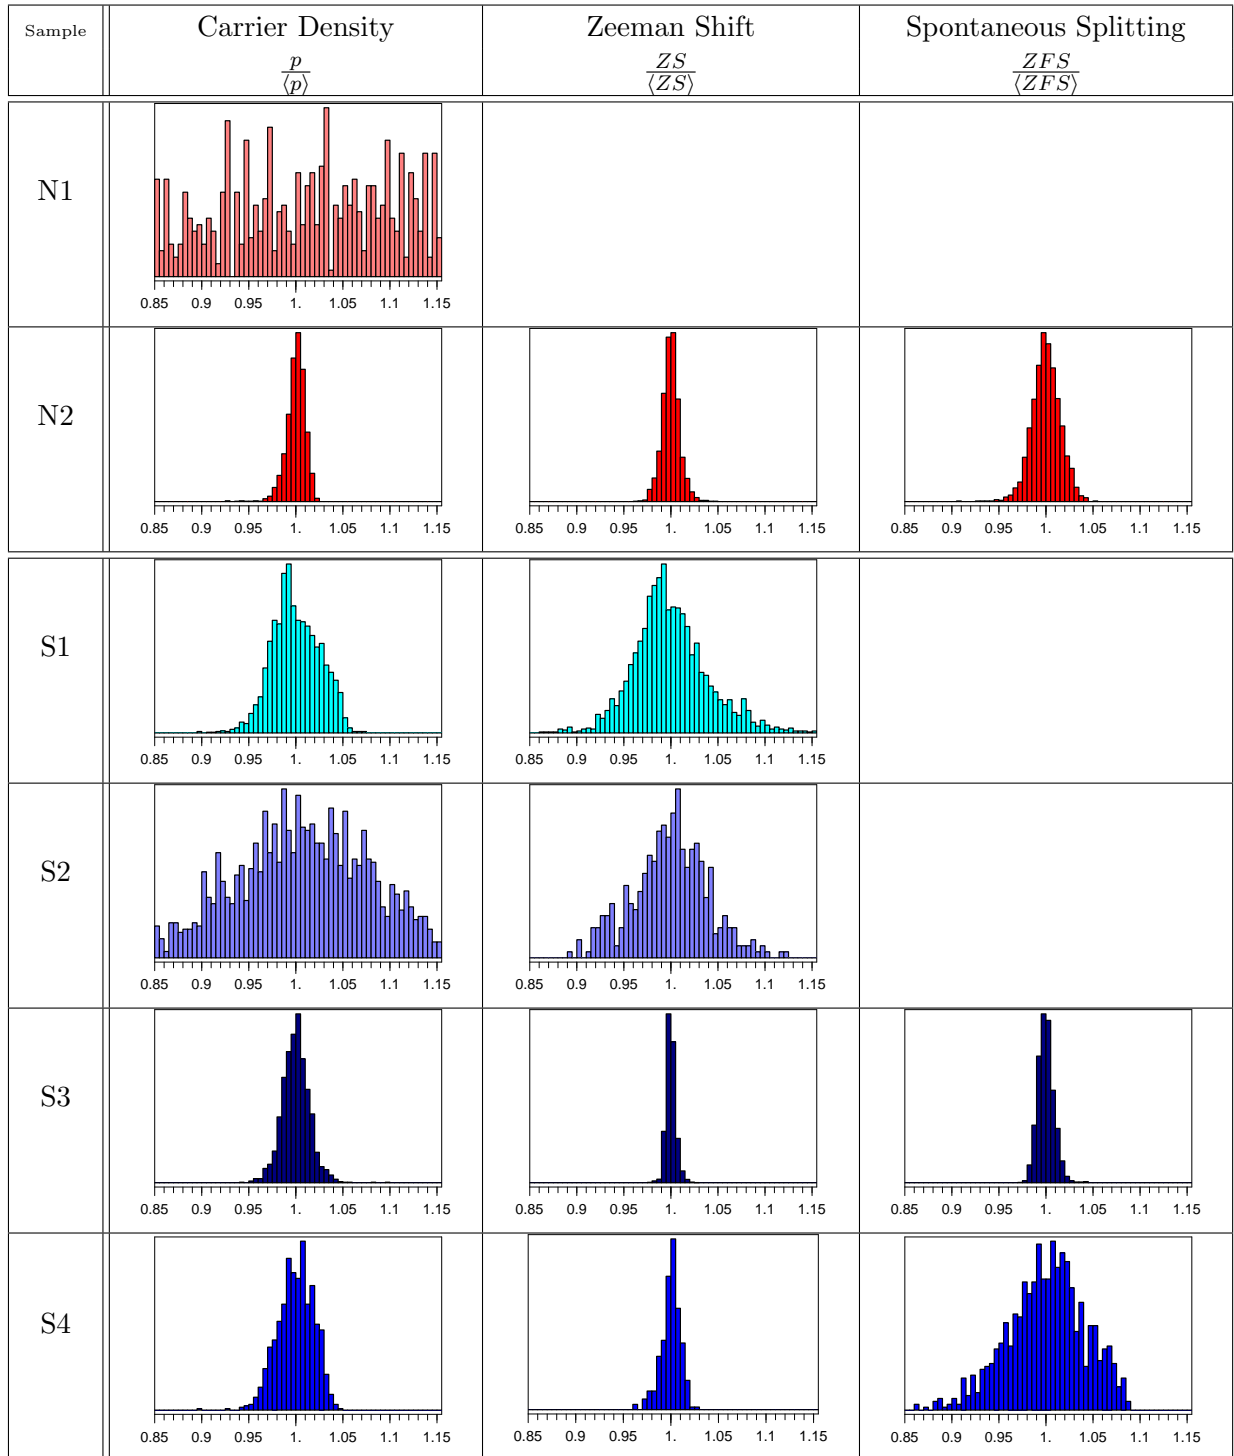 Sample Carrier Density Zeeman Shift Spontaneous Splitting
p/⟨p⟩ ZS/⟨ZS⟩ ZFS/⟨ZFS⟩
N1
0.85 0.9 0.95 1. 1.05 1.1 1.15
N2
0.85 0.9 0.95 1. 1.05 1.1 1.15 0.85 0.9 0.95 1. 1.05 1.1 1.15 0.85 0.9 0.95 1. 1.05 1.1 1.15
S1
0.85 0.9 0.95 1. 1.05 1.1 1.15 0.85 0.9 0.95 1. 1.05 1.1 1.15
S2
0.85 0.9 0.95 1. 1.05 1.1 1.15 0.85 0.9 0.95 1. 1.05 1.1 1.15
S3
0.85 0.9 0.95 1. 1.05 1.1 1.15 0.85 0.9 0.95 1. 1.05 1.1 1.15 0.85 0.9 0.95 1. 1.05 1.1 1.15
S4
0.85 0.9 0.95 1. 1.05 1.1 1.15 0.85 0.9 0.95 1. 1.05 1.1 1.15 0.85 0.9 0.95 1. 1.05 1.1 1.15